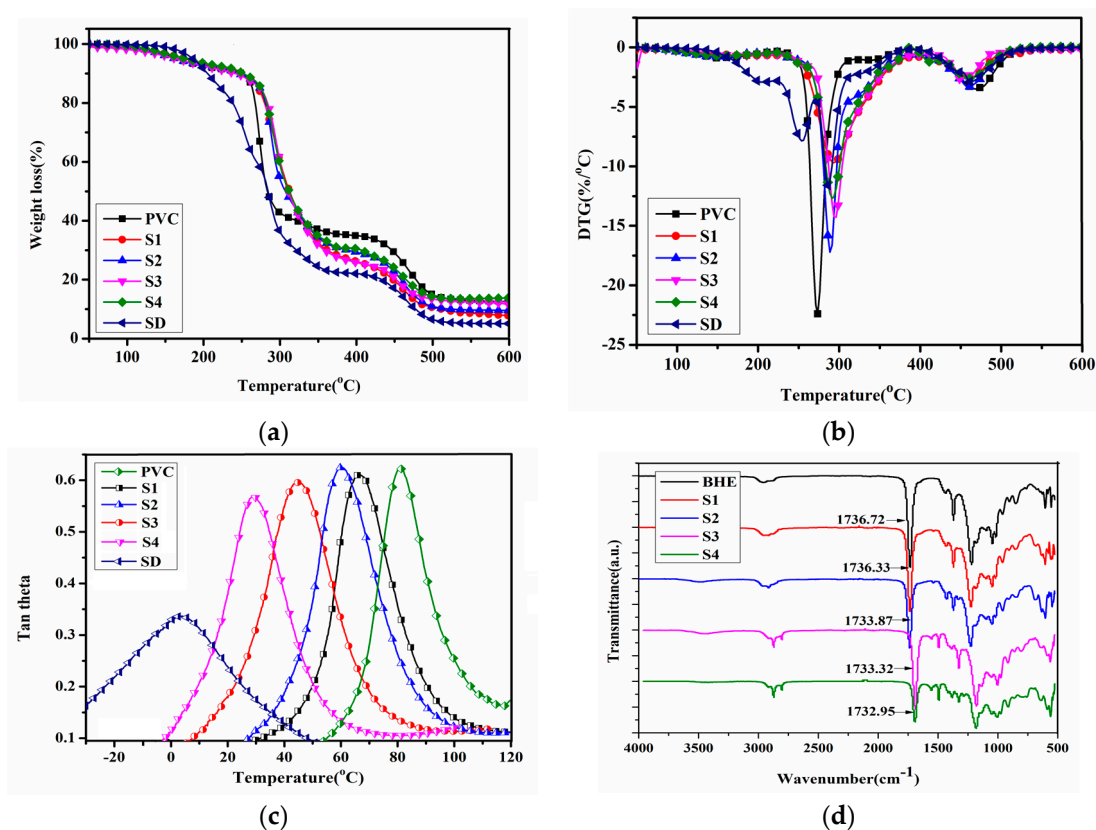 100
80
60
40
20
0
Weight loss(%)
PVC
S1
S2
S3
S4
SD
100 200 300 400 500 600
Temperature(°C)
(a)
0
-5
-10
-15
-20
-25
DTG(%/°C)
PVC
S1
S2
S3
S4
SD
100 200 300 400 500 600
Temperature(°C)
(b)
0.6
0.5
0.4
0.3
0.2
0.1
Tan theta
PVC
S1
S2
S3
S4
SD
-20 0 20 40 60 80 100 120
Temperature(°C)
(c)
Transmittance(a.u.)
BHE
S1
S2
S3
S4
1736.72
1736.33
1733.87
1733.32
1732.95
4000 3500 3000 2500 2000 1500 1000 500
Wavenumber(cm⁻¹)
(d)